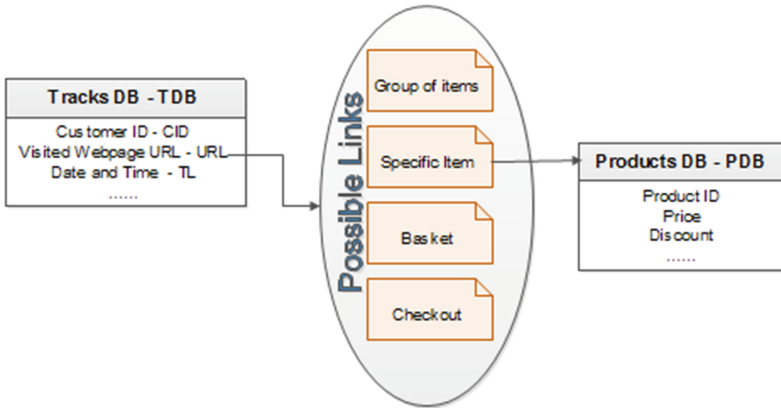 Tracks DB - TDB
Customer ID - CID
Visited Webpage URL - URL
Date and Time - TL
......
Possible Links
Group of items
Specific Item
Basket
Checkout
Products DB - PDB
Product ID
Price
Discount
......